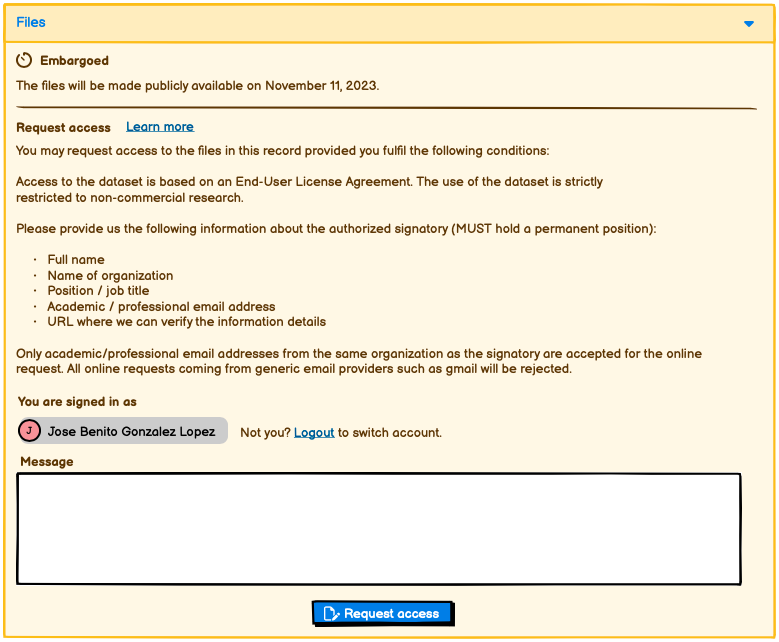 Files
Embargoed
The files will be made publicly available on November 11, 2023.
Request access Learn more
You may request access to the files in this record provided you fulfil the following conditions:
Access to the dataset is based on an End-User License Agreement. The use of the dataset is strictly
restricted to non-commercial research.
Please provide us the following information about the authorized signatory (MUST hold a permanent position):
· Full name
· Name of organization
· Position / job title
· Academic / professional email address
· URL where we can verify the information details
Only academic/professional email addresses from the same organization as the signatory are accepted for the online
request. All online requests coming from generic email providers such as gmail will be rejected.
You are signed in as
J Jose Benito Gonzalez Lopez Not you? Logout to switch account.
Message
Request access